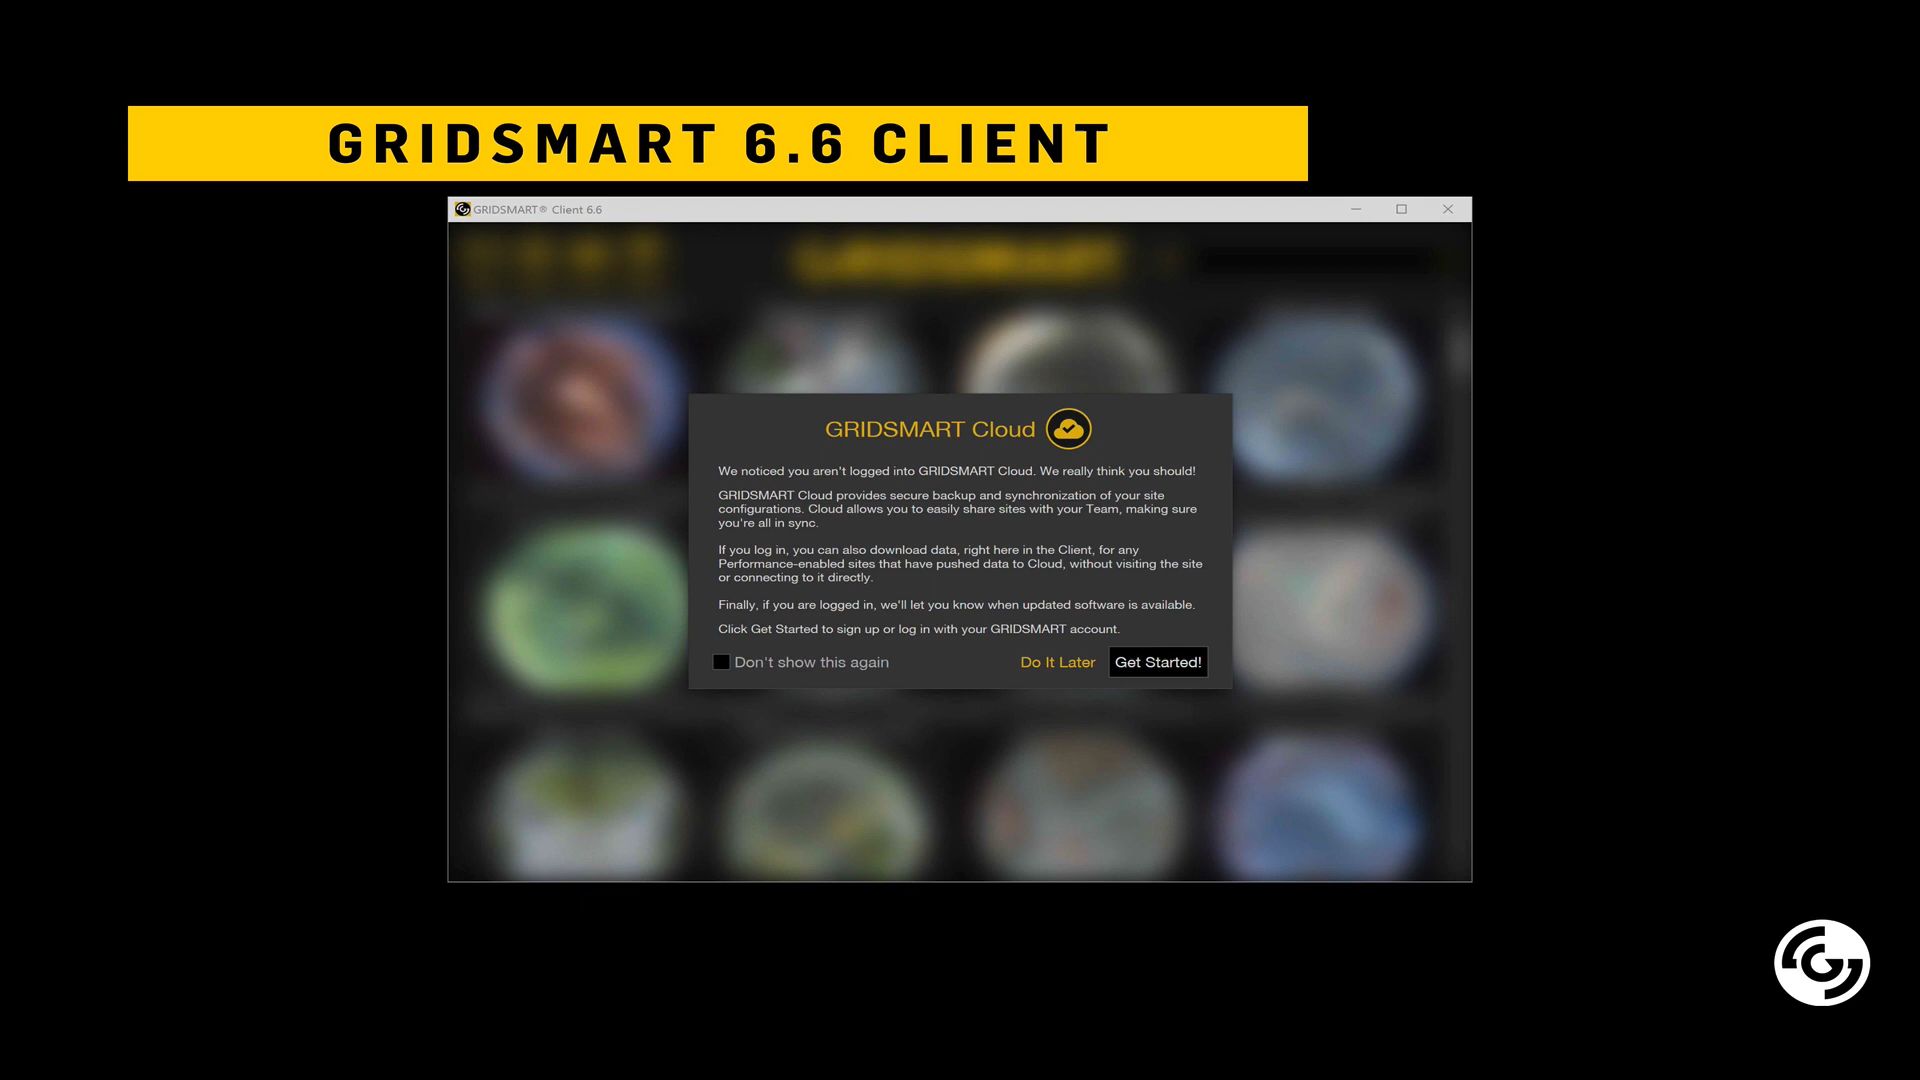 GRIDSMART 6.6 CLIENT
GRIDSMART® Client 6.6
GRIDSMART Cloud
We noticed you aren't logged into GRIDSMART Cloud. We really think you should!
GRIDSMART Cloud provides secure backup and synchronization of your site
configurations. Cloud allows you to easily share sites with your Team, making sure
you're all in sync.
If you log in, you can also download data, right here in the Client, for any
Performance-enabled sites that have pushed data to Cloud, without visiting the site
or connecting to it directly.
Finally, if you are logged in, we'll let you know when updated software is available.
Click Get Started to sign up or log in with your GRIDSMART account.
Don't show this again
Do It Later
Get Started!